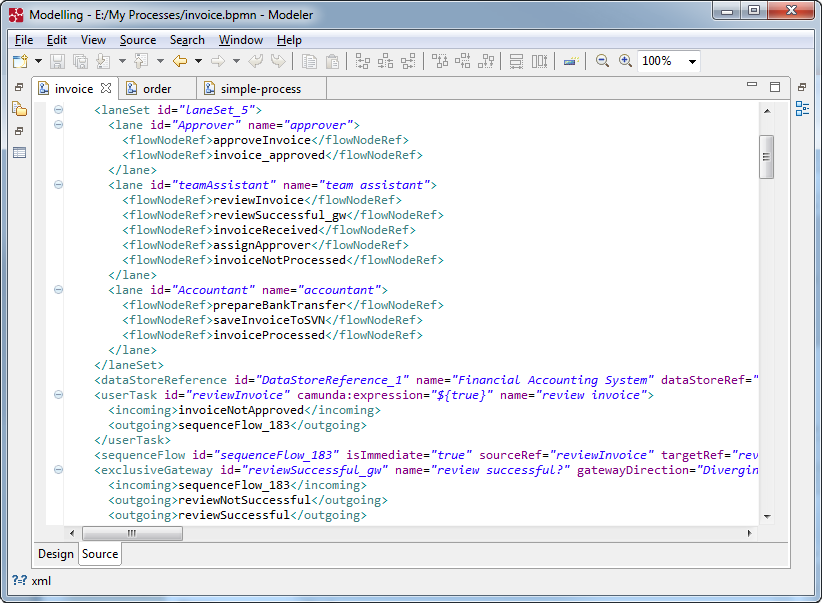 Modelling - E:/My Processes/invoice.bpmn - Modeler
File Edit View Source Search Window Help
100%
invoice order simple-process
<laneSet id="laneSet_5">
<lane id="Approver" name="approver">
<flowNodeRef>approveInvoice</flowNodeRef>
<flowNodeRef>invoice_approved</flowNodeRef>
</lane>
<lane id="teamAssistant" name="team assistant">
<flowNodeRef>reviewInvoice</flowNodeRef>
<flowNodeRef>reviewSuccessful_gw</flowNodeRef>
<flowNodeRef>invoiceReceived</flowNodeRef>
<flowNodeRef>assignApprover</flowNodeRef>
<flowNodeRef>invoiceNotProcessed</flowNodeRef>
</lane>
<lane id="Accountant" name="accountant">
<flowNodeRef>prepareBankTransfer</flowNodeRef>
<flowNodeRef>saveInvoiceToSVN</flowNodeRef>
<flowNodeRef>invoiceProcessed</flowNodeRef>
</lane>
</laneSet>
<dataStoreReference id="DataStoreReference_1" name="Financial Accounting System" dataStoreRef="
<userTask id="reviewInvoice" camunda:expression="${true}" name="review invoice">
<incoming>invoiceNotApproved</incoming>
<outgoing>sequenceFlow_183</outgoing>
</userTask>
<sequenceFlow id="sequenceFlow_183" isImmediate="true" sourceRef="reviewInvoice" targetRef="rev
<exclusiveGateway id="reviewSuccessful_gw" name="review successful?" gatewayDirection="Divergin
<incoming>sequenceFlow_183</incoming>
<outgoing>reviewNotSuccessful</outgoing>
<outgoing>reviewSuccessful</outgoing>
Design Source
?=? xml